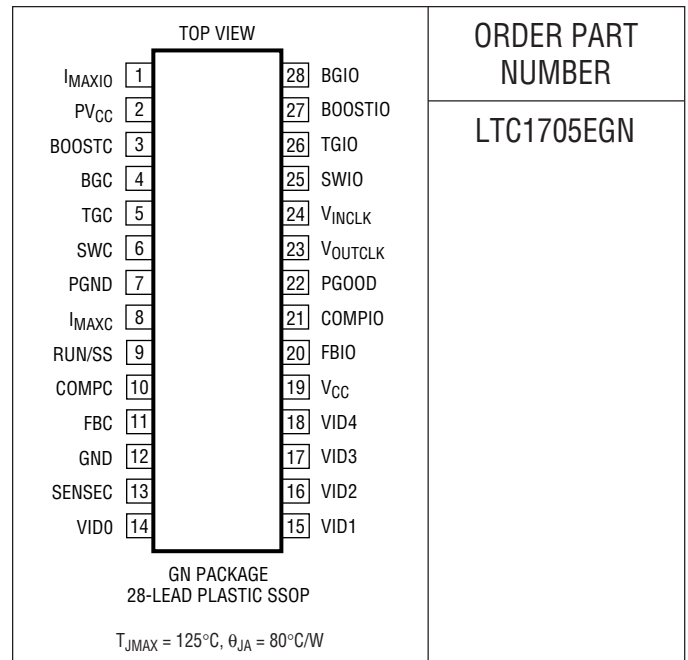 TOP VIEW
IMAXIO 1
PVCC 2
BOOSTC 3
BGC 4
TGC 5
SWC 6
PGND 7
IMAXC 8
RUN/SS 9
COMPC 10
FBC 11
GND 12
SENSEC 13
VID0 14
28 BGIO
27 BOOSTIO
26 TGIO
25 SWIO
24 VINCLK
23 VOUTCLK
22 PGOOD
21 COMPIO
20 FBIO
19 VCC
18 VID4
17 VID3
16 VID2
15 VID1
GN PACKAGE
28-LEAD PLASTIC SSOP
TJMAX = 125°C, θJA = 80°C/W
ORDER PART
NUMBER
LTC1705EGN